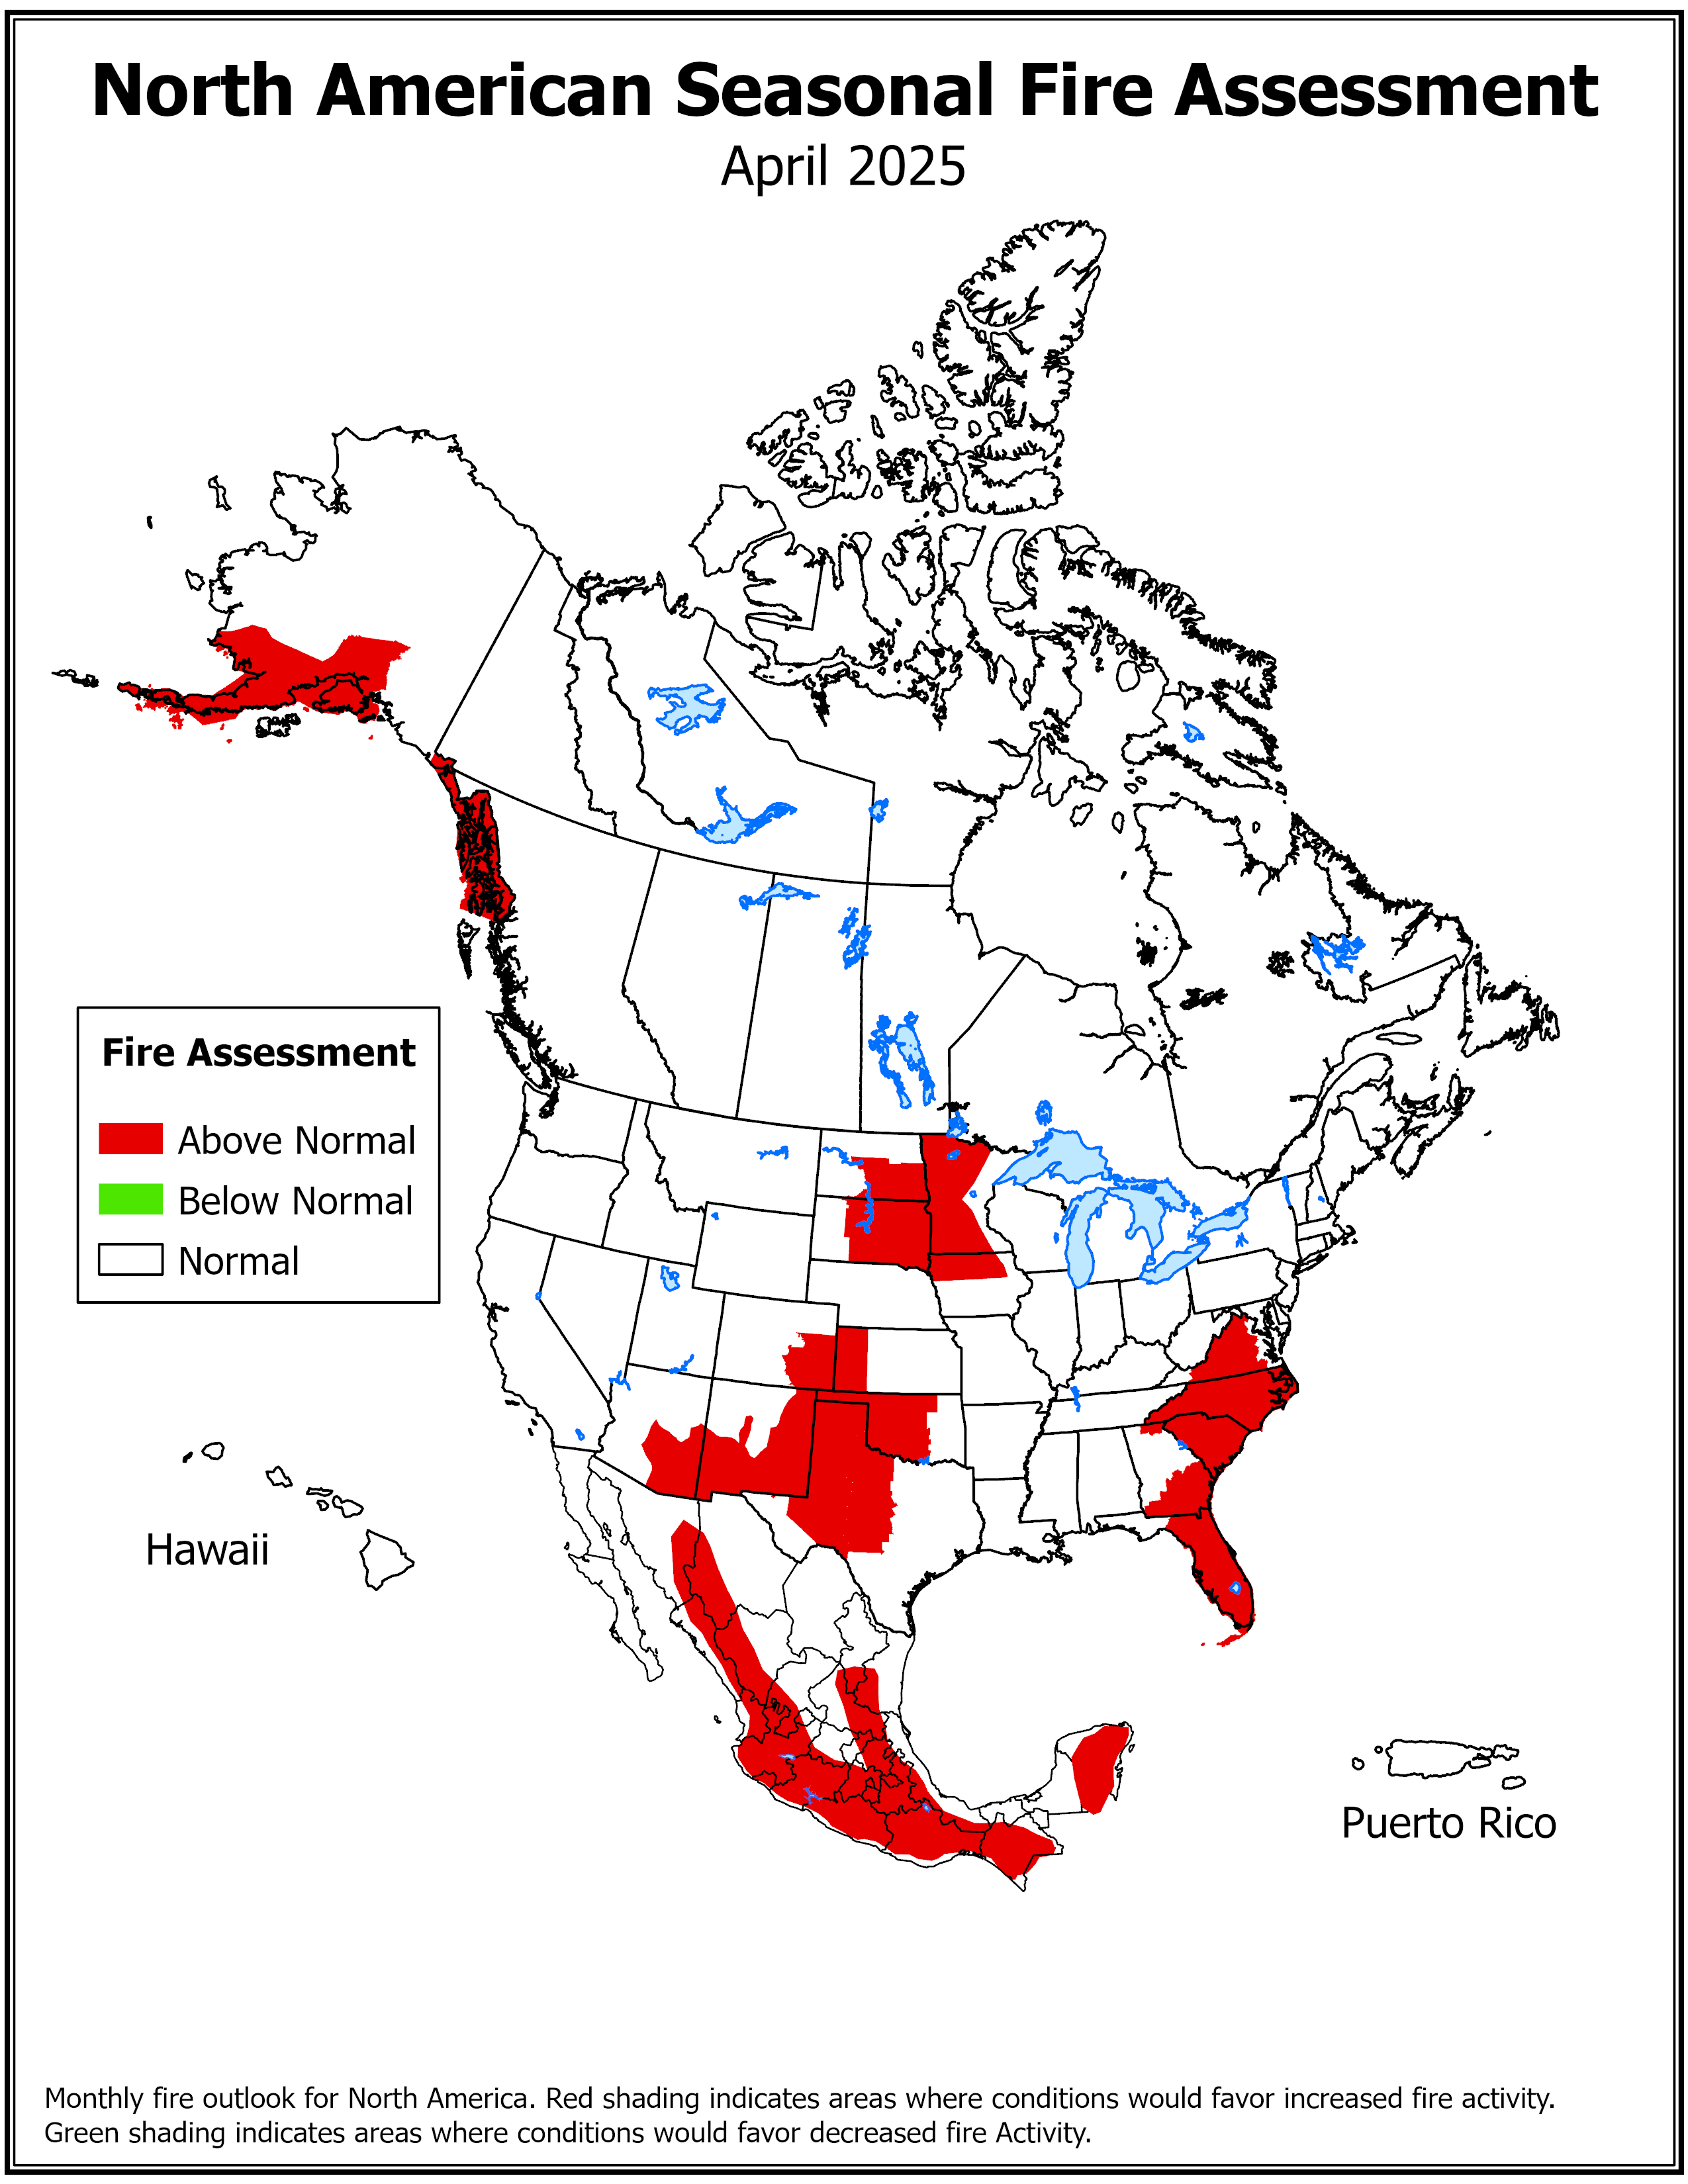 North American Seasonal Fire Assessment
April 2025
Fire Assessment
Above Normal
Below Normal
Normal
Hawaii
Puerto Rico
Monthly fire outlook for North America. Red shading indicates areas where conditions would favor increased fire activity.
Green shading indicates areas where conditions would favor decreased fire Activity.